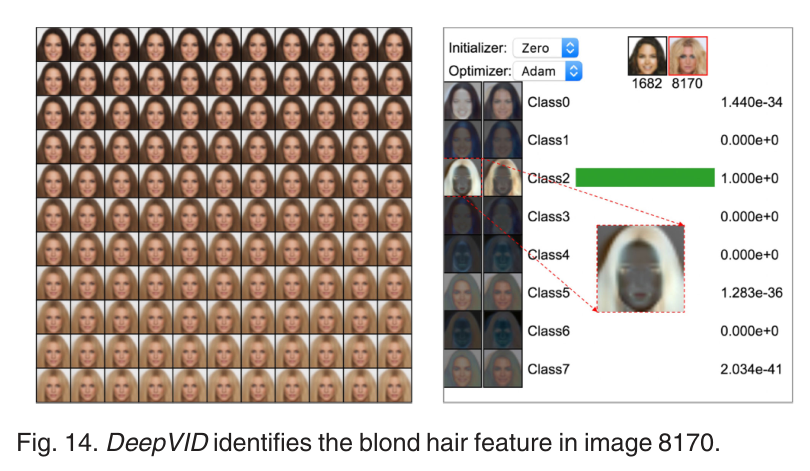 Initializer: Zero
Optimizer: Adam
1682 8170
Class0 1.440e-34
Class1 0.000e+0
Class2 1.000e+0
Class3 0.000e+0
Class4 0.000e+0
Class5 1.283e-36
Class6 0.000e+0
Class7 2.034e-41
Fig. 14. DeepVID identifies the blond hair feature in image 8170.